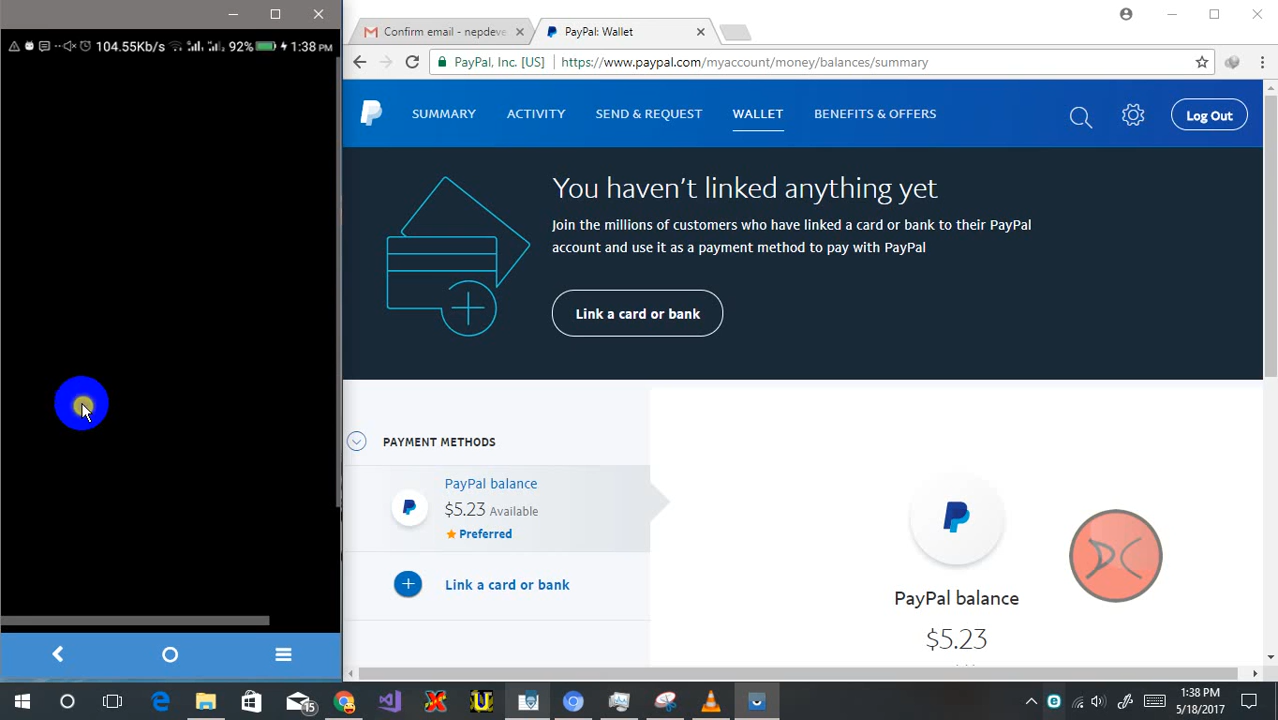 104.55Kb/s 92% 1:38 PM
Confirm email - nepdeve
PayPal: Wallet
PayPal, Inc. [US] https://www.paypal.com/myaccount/money/balances/summary
SUMMARY ACTIVITY SEND & REQUEST WALLET BENEFITS & OFFERS Log Out
You haven't linked anything yet
Join the millions of customers who have linked a card or bank to their PayPal
account and use it as a payment method to pay with PayPal
Link a card or bank
PAYMENT METHODS
PayPal balance
$5.23 Available
Preferred
Link a card or bank
PayPal balance
$5.23
DC
15
1:38 PM
5/18/2017